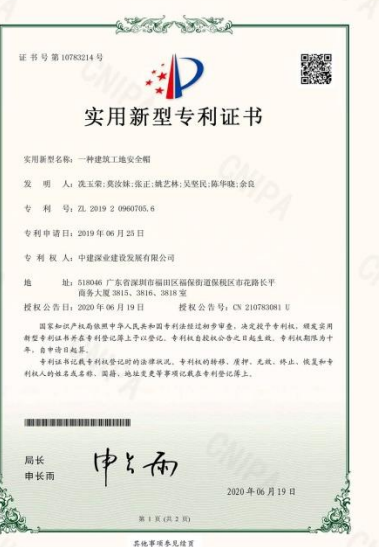 证书号第10783214号
实用新型专利证书
实用新型名称：一种建筑工地安全帽
发 明 人：冼玉荣;莫汝妹;张正;姚艺林;吴坚民;陈华晓;余良
专 利 号：ZL 2019 2 0960705.6
专利申请日：2019年06月25日
专 利 权 人：中建深业建设发展有限公司
地 址：518046 广东省深圳市福田区福保街道保税区市花路长平
商务大厦 3815、3816、3818室
授权公告日：2020年06月19日 授权公告号：CN 210783081 U
国家知识产权局依照中华人民共和国专利法经过初步审查，决定授予专利权，颁发实用
新型专利证书并在专利登记簿上予以登记。专利权自授权公告之日起生效。专利权期限为十
年，自申请日起算。
专利证书记载专利权登记时的法律状况。专利权的转移、质押、无效、终止、恢复和专
利权人的姓名或名称、国籍、地址变更等事项记载在专利登记簿上。
局长
申长雨
申长雨
2020年06月19日
第 1 页 (共 2 页)
其他事项参见续页
CNIPA